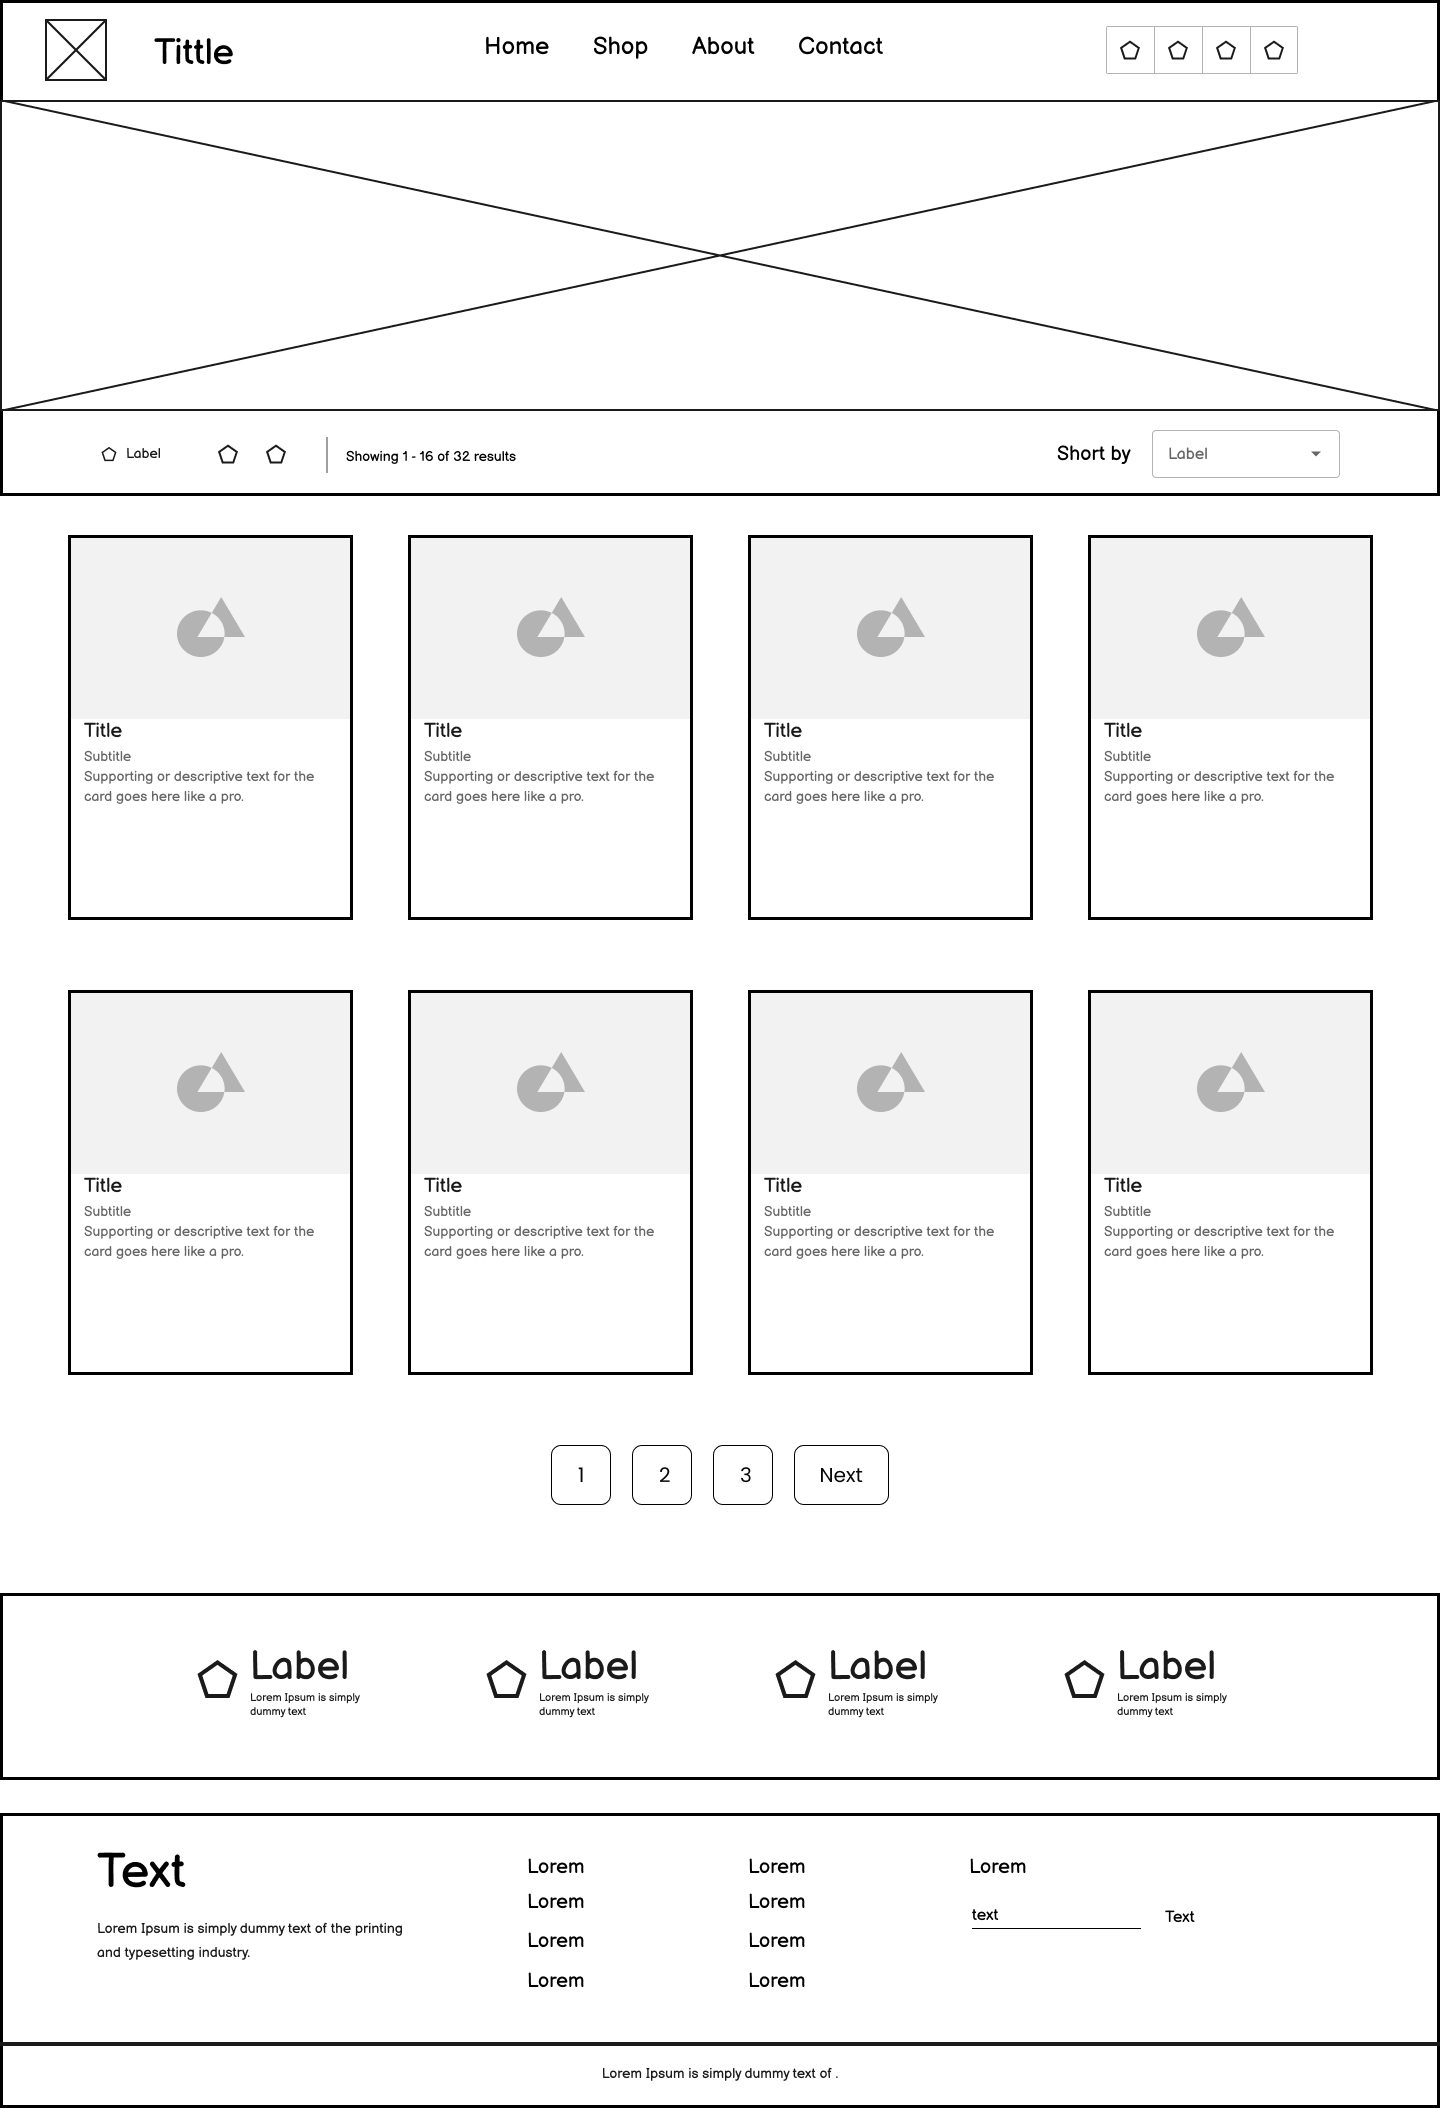 Tittle
Home Shop About Contact
Label
Showing 1 - 16 of 32 results
Short by
Label
Title
Subtitle
Supporting or descriptive text for the
card goes here like a pro.
Title
Subtitle
Supporting or descriptive text for the
card goes here like a pro.
Title
Subtitle
Supporting or descriptive text for the
card goes here like a pro.
Title
Subtitle
Supporting or descriptive text for the
card goes here like a pro.
Title
Subtitle
Supporting or descriptive text for the
card goes here like a pro.
Title
Subtitle
Supporting or descriptive text for the
card goes here like a pro.
Title
Subtitle
Supporting or descriptive text for the
card goes here like a pro.
Title
Subtitle
Supporting or descriptive text for the
card goes here like a pro.
1 2 3 Next
Label
Lorem Ipsum is simply
dummy text
Label
Lorem Ipsum is simply
dummy text
Label
Lorem Ipsum is simply
dummy text
Label
Lorem Ipsum is simply
dummy text
Text
Lorem Ipsum is simply dummy text of the printing
and typesetting industry.
Lorem
Lorem
Lorem
Lorem
Lorem
Lorem
Lorem
Lorem
Lorem
text
Text
Lorem Ipsum is simply dummy text of .